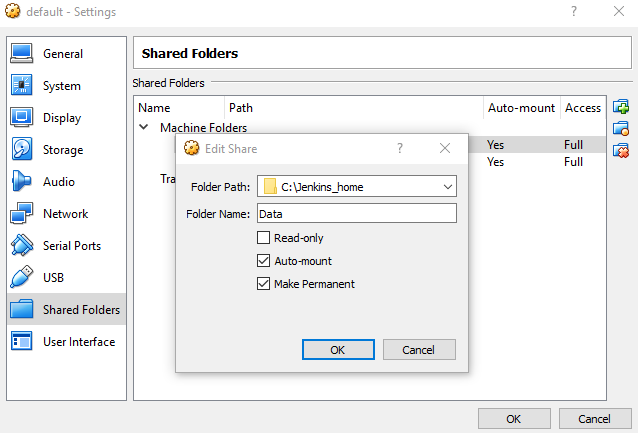 default - Settings
General
System
Display
Storage
Audio
Network
Serial Ports
USB
Shared Folders
User Interface
Shared Folders
Shared Folders
Name Path Auto-mount Access
Machine Folders
Yes Full
Yes Full
Edit Share
Folder Path: C:\Jenkins_home
Folder Name: Data
Read-only
Auto-mount
Make Permanent
OK Cancel
OK Cancel